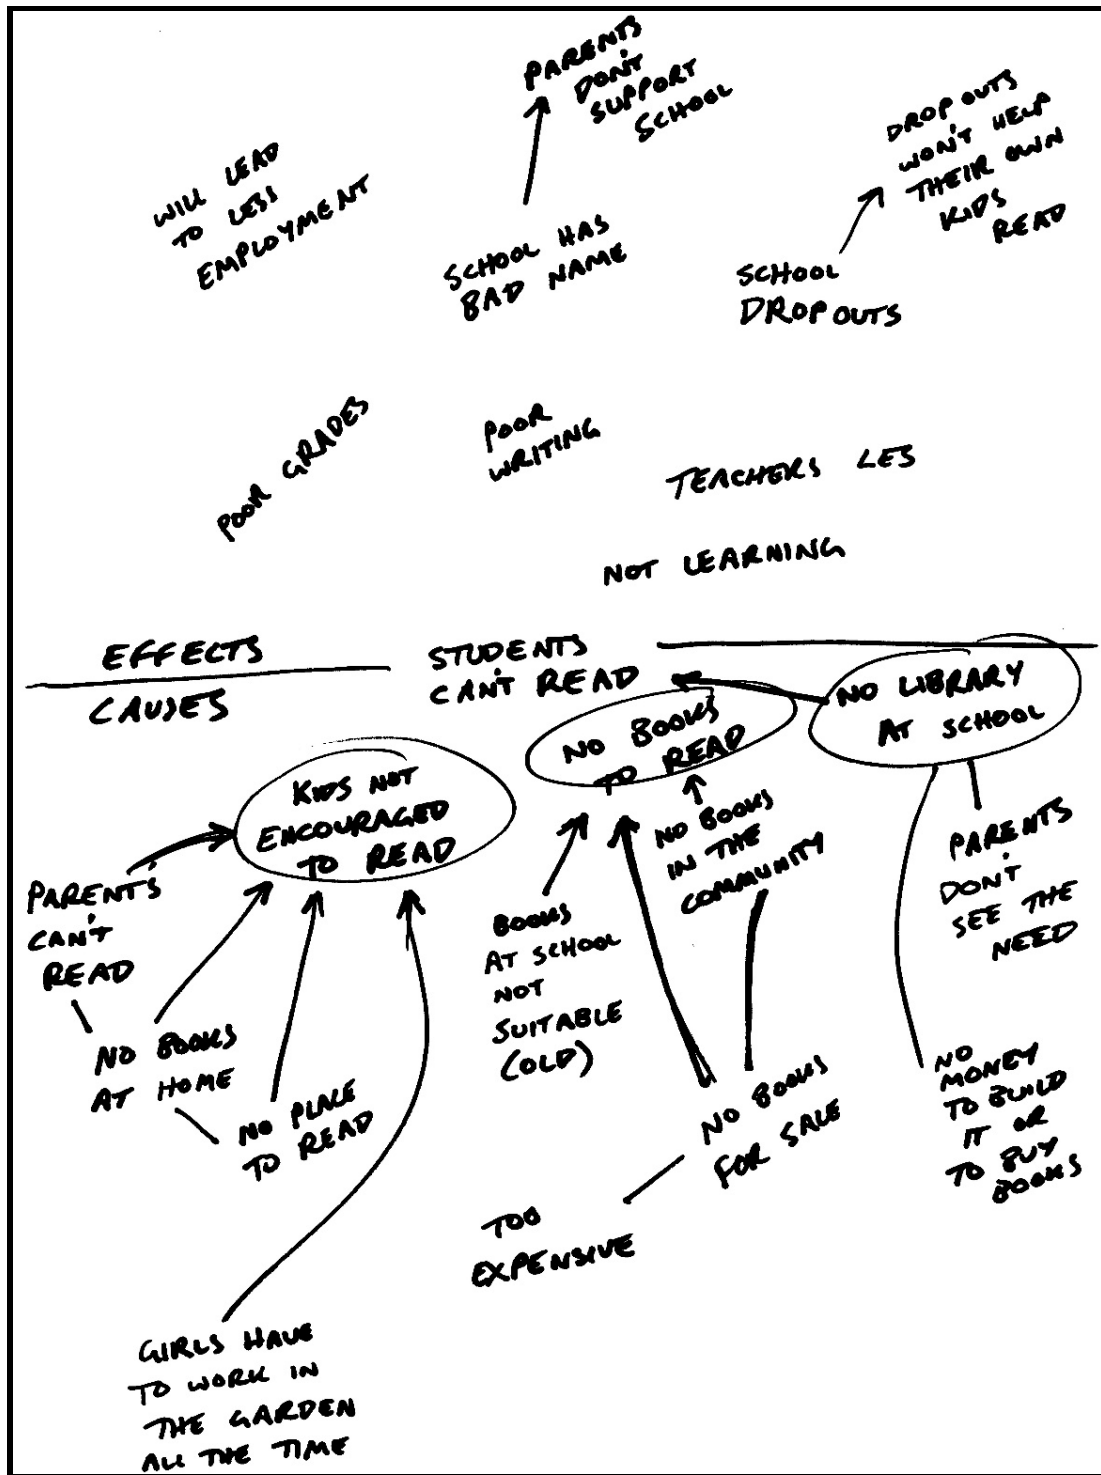 PARENTS
DON'T
SUPPORT
SCHOOL
DROP OUTS
WON'T HELP
THEIR OWN
KIDS
READ
WILL LEAD
TO LESS
EMPLOYMENT
SCHOOL HAS
BAD NAME
SCHOOL
DROP OUTS
POOR GRADES
POOR
WRITING
TEACHERS LES
NOT LEARNING
EFFECTS
CAUSES
STUDENTS
CAN'T READ
NO LIBRARY
AT SCHOOL
NO BOOKS
TO READ
KIDS NOT
ENCOURAGED
TO READ
PARENT'S
CAN'T
READ
NO BOOKS
AT HOME
NO PLACE
TO READ
GIRLS HAVE
TO WORK IN
THE GARDEN
ALL THE TIME
BOOKS
AT SCHOOL
NOT
SUITABLE
(OLD)
NO BOOKS
IN THE
COMMUNITY
NO BOOKS
FOR SALE
TOO
EXPENSIVE
PARENTS
DON'T
SEE THE
NEED
NO
MONEY
TO BUILD
IT OR
TO BUY
BOOKS